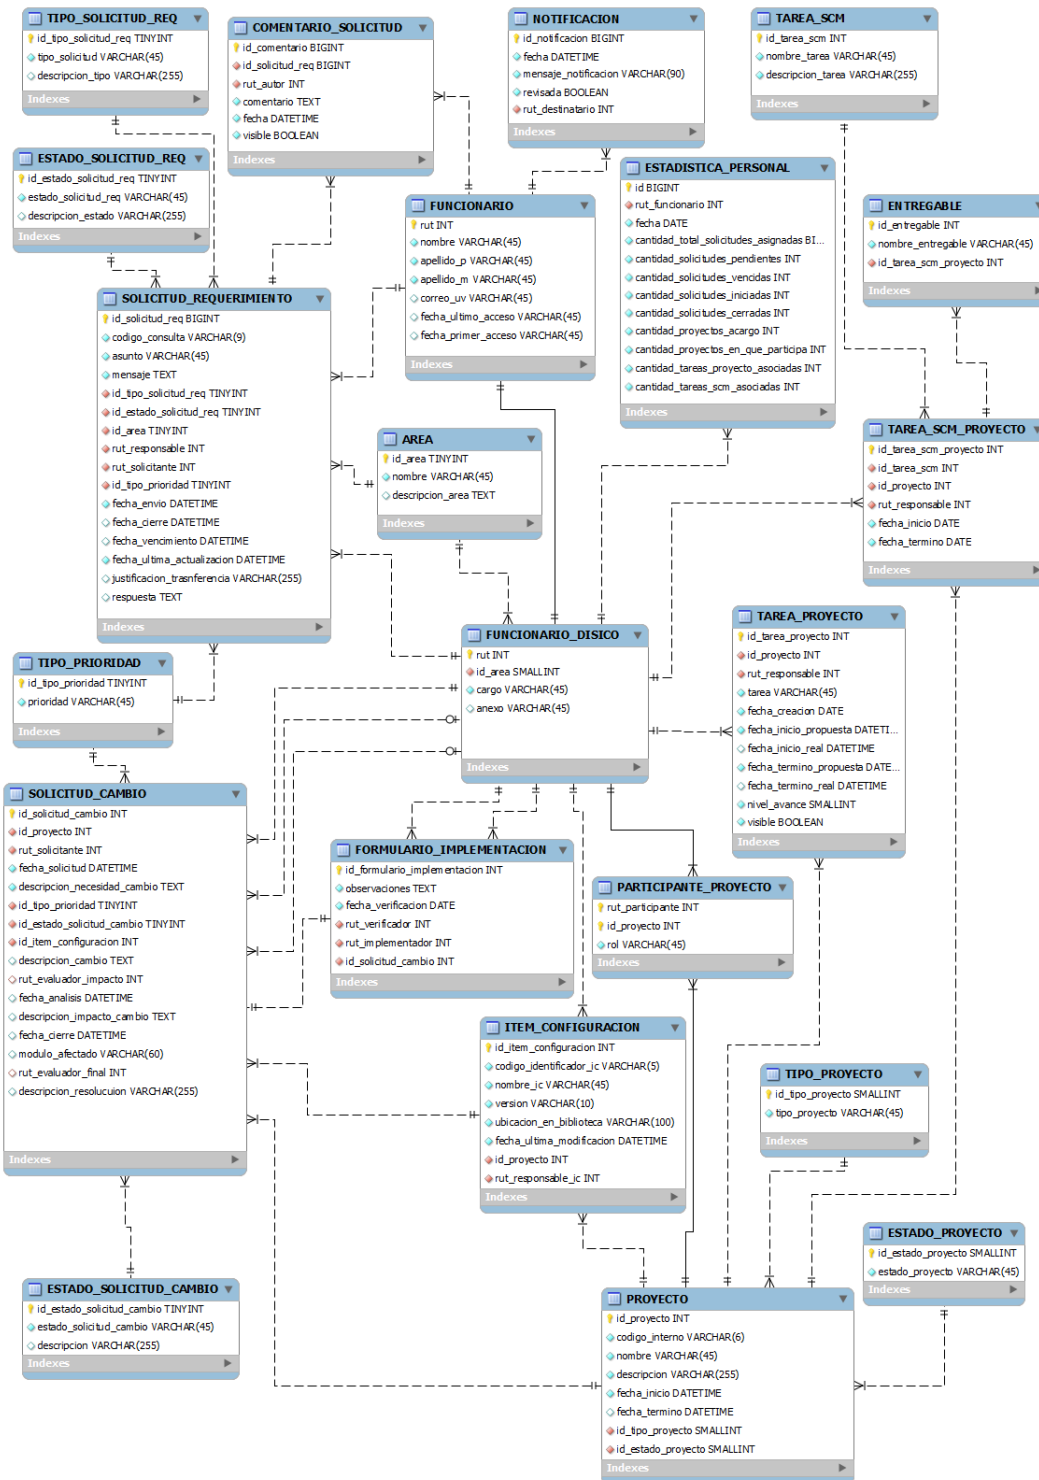 TIPO_SOLICITUD_REQ
id_tipo_solicitud_req TINYINT
tipo_solicitud VARCHAR(45)
descripcion_tipo VARCHAR(255)
Indexes
COMENTARIO_SOLICITUD
id_comentario BIGINT
id_solicitud_req BIGINT
rut_autor INT
comentario TEXT
fecha DATETIME
visible BOOLEAN
Indexes
NOTIFICACION
id_notificacion BIGINT
fecha DATETIME
mensaje_notificacion VARCHAR(90)
revisada BOOLEAN
rut_destinatario INT
Indexes
TAREA_SCM
id_tarea_scm INT
nombre_tarea VARCHAR(45)
descripcion_tarea VARCHAR(255)
Indexes
ESTADO_SOLICITUD_REQ
id_estado_solicitud_req TINYINT
estado_solicitud_req VARCHAR(45)
descripcion_estado VARCHAR(255)
Indexes
FUNCIONARIO
rut INT
nombre VARCHAR(45)
apellido_p VARCHAR(45)
apellido_m VARCHAR(45)
correo_uv VARCHAR(45)
fecha_ultimo_acceso VARCHAR(45)
fecha_primer_acceso VARCHAR(45)
Indexes
ESTADISTICA_PERSONAL
id BIGINT
rut_funcionario INT
fecha DATE
cantidad_total_solicitudes_asignadas BI...
cantidad_solicitudes_pendientes INT
cantidad_solicitudes_vencidas INT
cantidad_solicitudes_iniciadas INT
cantidad_solicitudes_cerradas INT
cantidad_proyectos_acargo INT
cantidad_proyectos_en_que_participa INT
cantidad_tareas_proyecto_asociadas INT
cantidad_tareas_scm_asociadas INT
Indexes
ENTREGABLE
id_entregable INT
nombre_entregable VARCHAR(45)
id_tarea_scm_proyecto INT
Indexes
SOLICITUD_REQUERIMIENTO
id_solicitud_req BIGINT
codigo_consulta VARCHAR(9)
asunto VARCHAR(45)
mensaje TEXT
id_tipo_solicitud_req TINYINT
id_estado_solicitud_req TINYINT
id_area TINYINT
rut_responsable INT
rut_solicitante INT
id_tipo_prioridad TINYINT
fecha_envio DATETIME
fecha_cierre DATETIME
fecha_vencimiento DATETIME
fecha_ultima_actualizacion DATETIME
justificacion_trasnferencia VARCHAR(255)
respuesta TEXT
Indexes
AREA
id_area TINYINT
nombre VARCHAR(45)
descripcion_area TEXT
Indexes
TAREA_SCM_PROYECTO
id_tarea_scm_proyecto INT
id_tarea_scm INT
id_proyecto INT
rut_responsable INT
fecha_inicio DATE
fecha_termino DATE
Indexes
TIPO_PRIORIDAD
id_tipo_prioridad TINYINT
prioridad VARCHAR(45)
Indexes
FUNCIONARIO_DISICO
rut INT
id_area SMALLINT
cargo VARCHAR(45)
anexo VARCHAR(45)
Indexes
TAREA_PROYECTO
id_tarea_proyecto INT
id_proyecto INT
rut_responsable INT
tarea VARCHAR(45)
fecha_creacion DATE
fecha_inicio_propuesta DATETI...
fecha_inicio_real DATETIME
fecha_termino_propuesta DATE...
fecha_termino_real DATETIME
nivel_avance SMALLINT
visible BOOLEAN
Indexes
SOLICITUD_CAMBIO
id_solicitud_cambio INT
id_proyecto INT
rut_solicitante INT
fecha_solicitud DATETIME
descripcion_necesidad_cambio TEXT
id_tipo_prioridad TINYINT
id_estado_solicitud_cambio TINYINT
id_item_configuracion INT
descripcion_cambio TEXT
rut_evaluador_impacto INT
fecha_analisis DATETIME
descripcion_impacto_cambio TEXT
fecha_cierre DATETIME
modulo_afectado VARCHAR(60)
rut_evaluador_final INT
descripcion_resolucuion VARCHAR(255)
Indexes
FORMULARIO_IMPLEMENTACION
id_formulario_implementacion INT
observaciones TEXT
fecha_verificacion DATE
rut_verificador INT
rut_implementador INT
id_solicitud_cambio INT
Indexes
PARTICIPANTE_PROYECTO
rut_participante INT
id_proyecto INT
rol VARCHAR(45)
Indexes
ITEM_CONFIGURACION
id_item_configuracion INT
codigo_identificador_ic VARCHAR(5)
nombre_ic VARCHAR(45)
version VARCHAR(10)
ubicacion_en_biblioteca VARCHAR(100)
fecha_ultima_modificacion DATETIME
id_proyecto INT
rut_responsable_ic INT
Indexes
TIPO_PROYECTO
id_tipo_proyecto SMALLINT
tipo_proyecto VARCHAR(45)
Indexes
ESTADO_PROYECTO
id_estado_proyecto SMALLINT
estado_proyecto VARCHAR(45)
Indexes
ESTADO_SOLICITUD_CAMBIO
id_estado_solicitud_cambio TINYINT
estado_solicitud_cambio VARCHAR(45)
descripcion VARCHAR(255)
Indexes
PROYECTO
id_proyecto INT
codigo_interno VARCHAR(6)
nombre VARCHAR(45)
descripcion VARCHAR(255)
fecha_inicio DATETIME
fecha_termino DATETIME
id_tipo_proyecto SMALLINT
id_estado_proyecto SMALLINT
Indexes